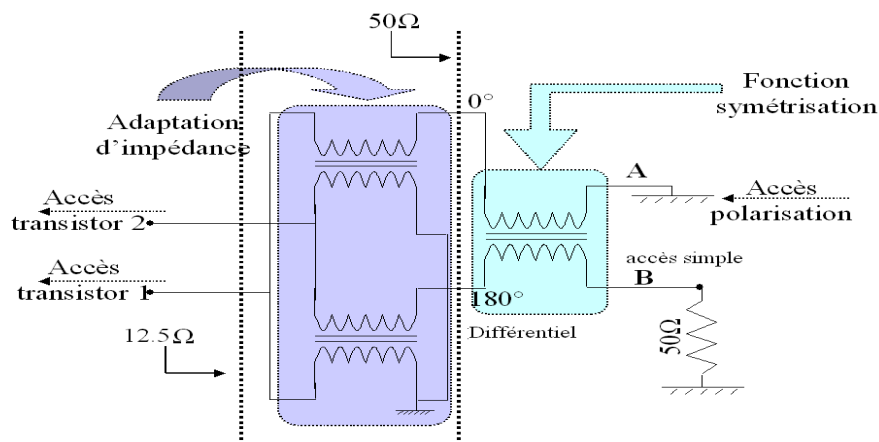 50Ω
Adaptation
d'impédance
0°
Fonction
symétrisation
A
Accès
polarisation
Accès
transistor 2
accès simple
B
Accès
transistor 1
180°
Différentiel
12.5Ω
50Ω